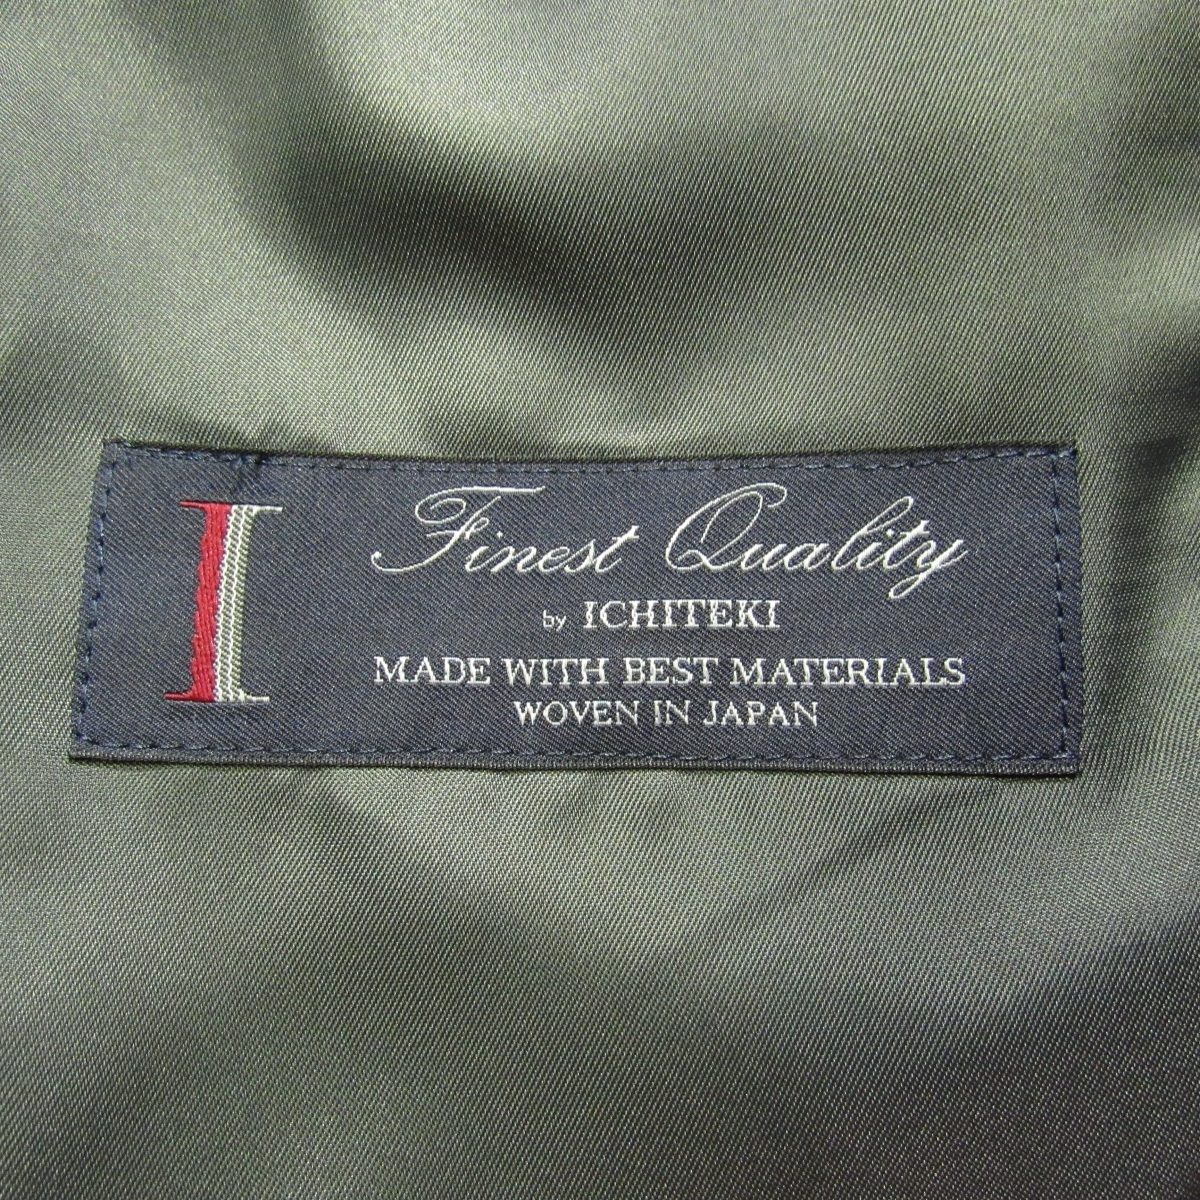 I
Finest Quality
by ICHITEKI
MADE WITH BEST MATERIALS
WOVEN IN JAPAN